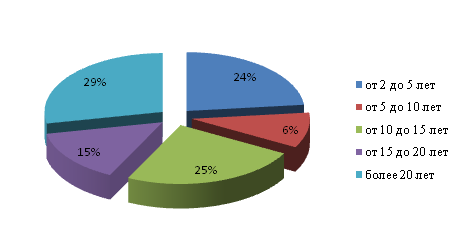 29%
24%
6%
25%
15%
от 2 до 5 лет
от 5 до 10 лет
от 10 до 15 лет
от 15 до 20 лет
более 20 лет